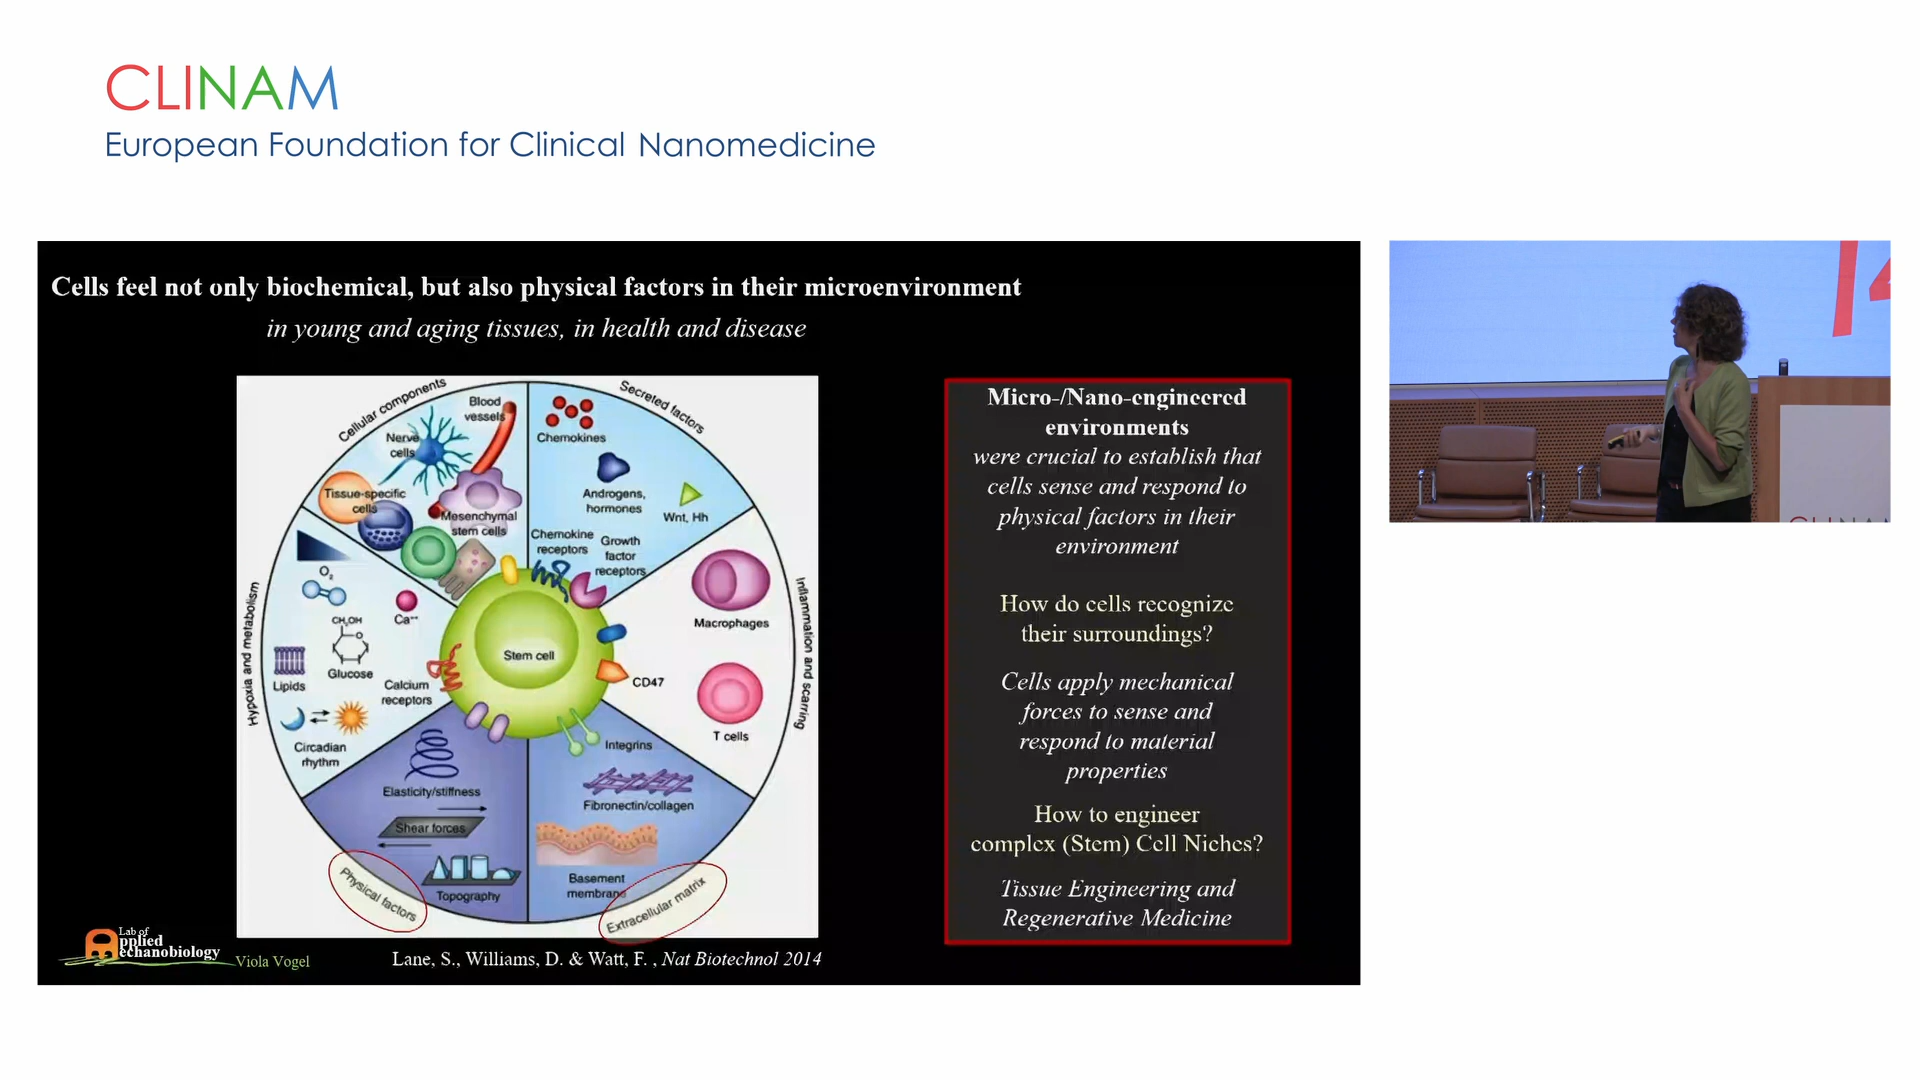 CLINAM
European Foundation for Clinical Nanomedicine
Cells feel not only biochemical, but also physical factors in their microenvironment
in young and aging tissues, in health and disease
Cellular components
Blood
vessels
Nerve
cells
Tissue-specific
cells
Mesenchymal
stem cells
Secreted factors
Chemokines
Androgens,
hormones
Wnt, Hh
Chemokine
receptors
Growth
factor
receptors
Hypoxia and metabolism
O₂
Ca⁺⁺
CH₂OH
O
Glucose
Lipids
Calcium
receptors
Circadian
rhythm
Stem cell
Inflammation and scarring
Macrophages
CD47
T cells
Elasticity/stiffness
Shear forces
Topography
Physical factors
Integrins
Fibronectin/collagen
Basement
membrane
Extracellular matrix
Micro-/Nano-engineered
environments
were crucial to establish that
cells sense and respond to
physical factors in their
environment
How do cells recognize
their surroundings?
Cells apply mechanical
forces to sense and
respond to material
properties
How to engineer
complex (Stem) Cell Niches?
Tissue Engineering and
Regenerative Medicine
Lab of
Applied
Mechanobiology
Viola Vogel
Lane, S., Williams, D. & Watt, F. , Nat Biotechnol 2014